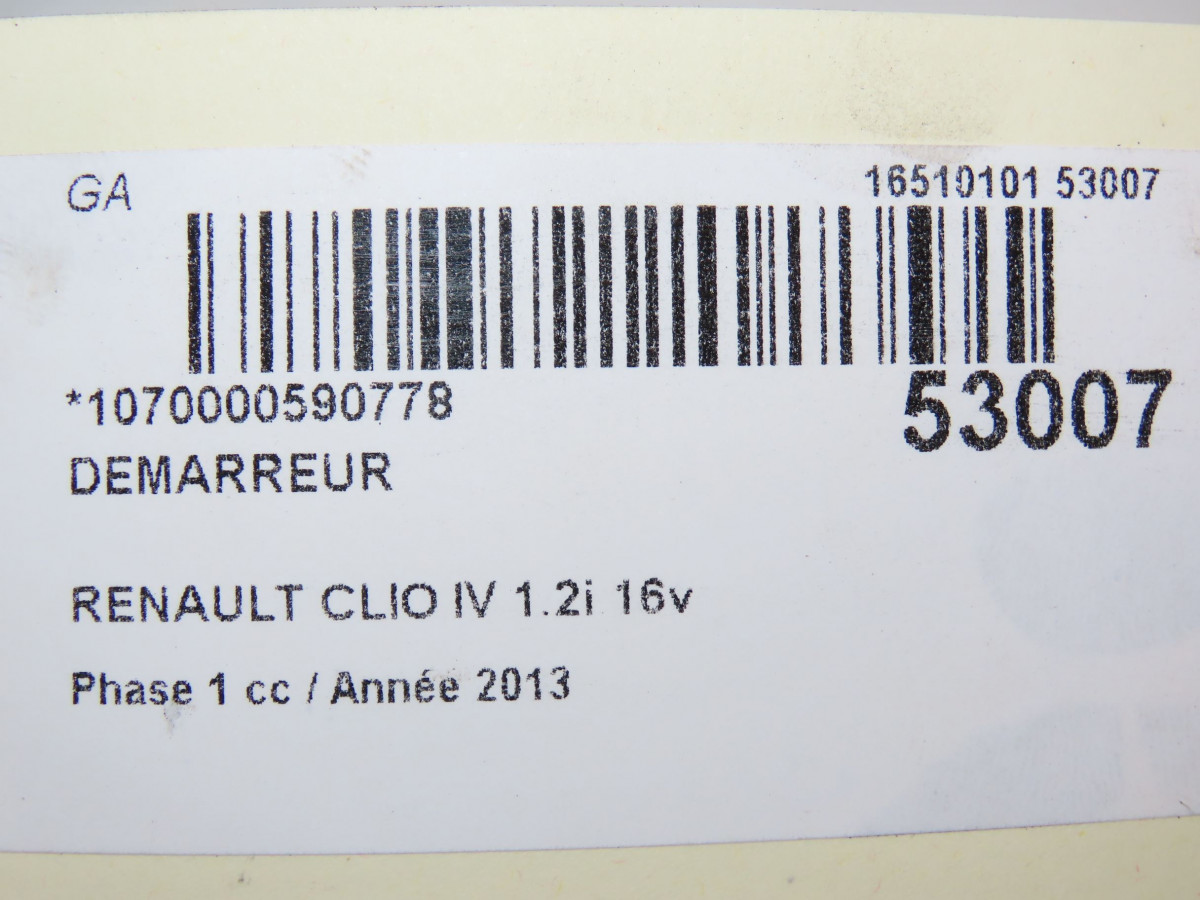 GA
16510101 53007
*1070000590778
53007
DEMARREUR
RENAULT CLIO IV 1.2i 16v
Phase 1 cc / Année 2013